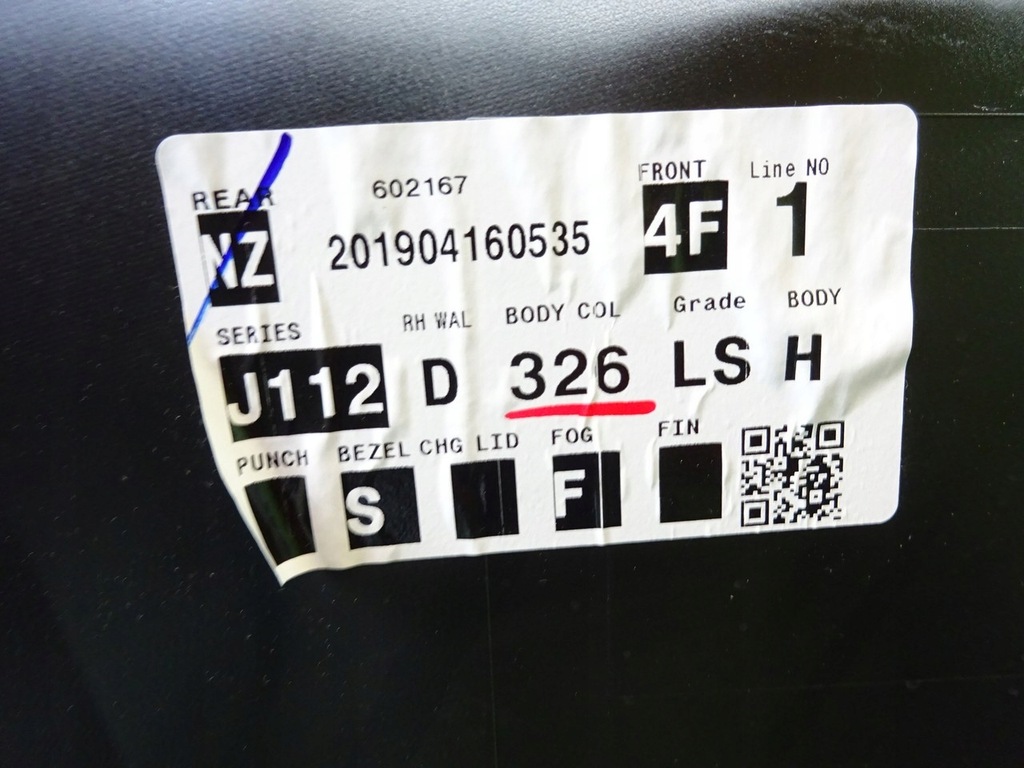 REAR 602167 FRONT Line NO
NZ 201904160535 4F 1
SERIES RH WAL BODY COL Grade BODY
J112 D 326 LS H
PUNCH BEZEL CHG LID FOG FIN
S F